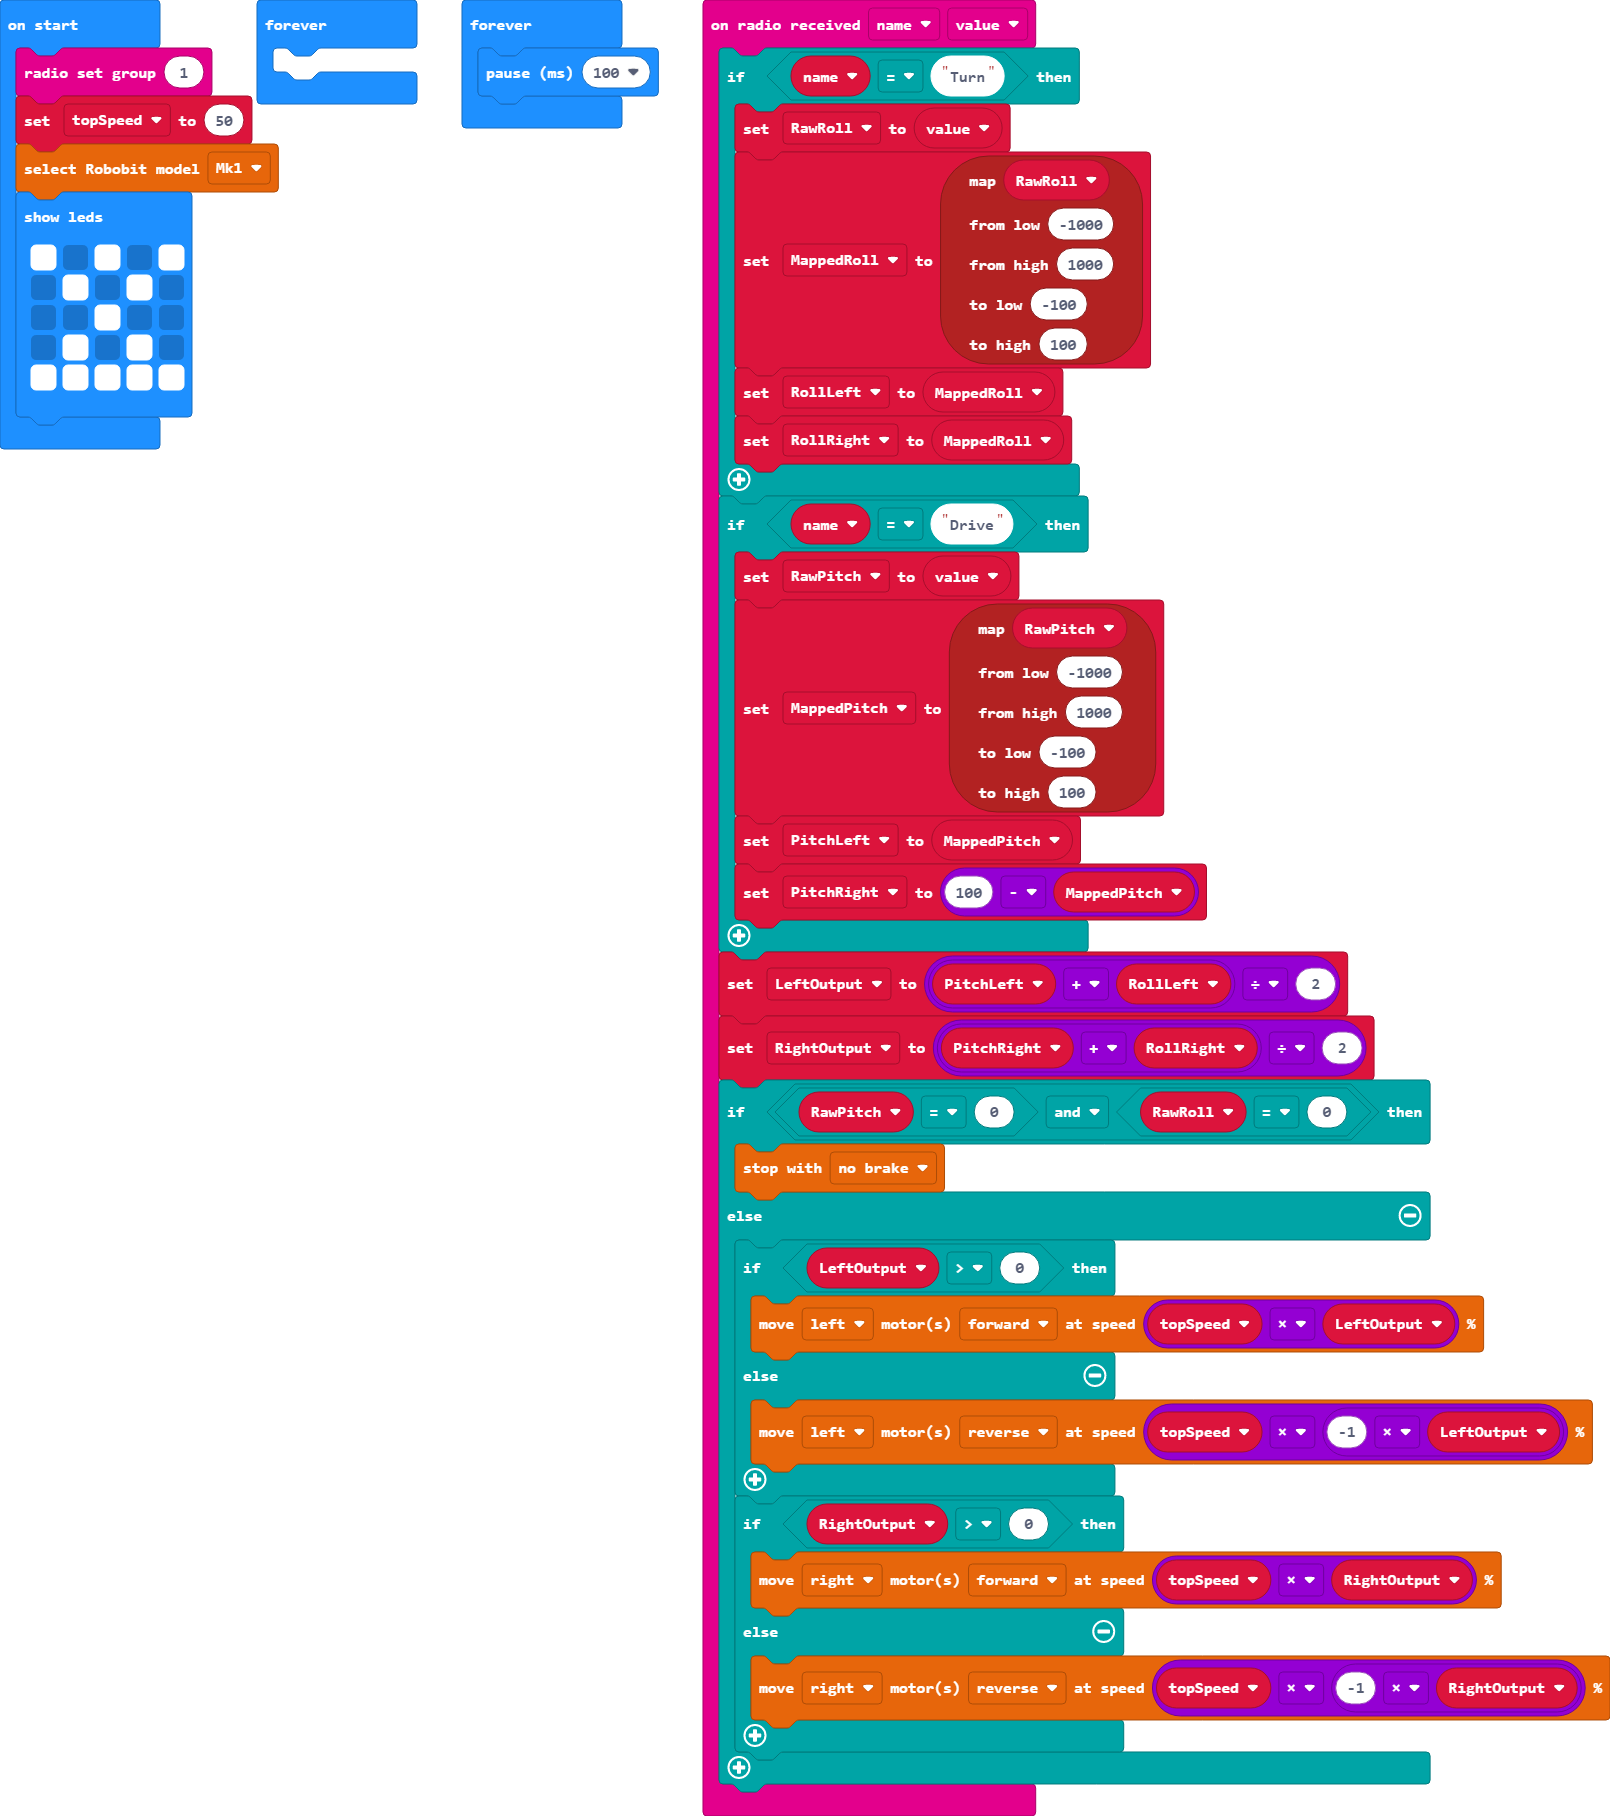 on start
radio set group 1
set topSpeed to 50
select Robobit model Mk1
show leds
forever
forever
pause (ms) 100
on radio received name value
if name = "Turn" then
set RawRoll to value
set MappedRoll to
map RawRoll
from low -1000
from high 1000
to low -100
to high 100
set RollLeft to MappedRoll
set RollRight to MappedRoll
if name = "Drive" then
set RawPitch to value
set MappedPitch to
map RawPitch
from low -1000
from high 1000
to low -100
to high 100
set PitchLeft to MappedPitch
set PitchRight to 100 - MappedPitch
set LeftOutput to PitchLeft + RollLeft ÷ 2
set RightOutput to PitchRight + RollRight ÷ 2
if RawPitch = 0 and RawRoll = 0 then
stop with no brake
else
if LeftOutput > 0 then
move left motor(s) forward at speed topSpeed × LeftOutput %
else
move left motor(s) reverse at speed topSpeed × -1 × LeftOutput %
if RightOutput > 0 then
move right motor(s) forward at speed topSpeed × RightOutput %
else
move right motor(s) reverse at speed topSpeed × -1 × RightOutput %